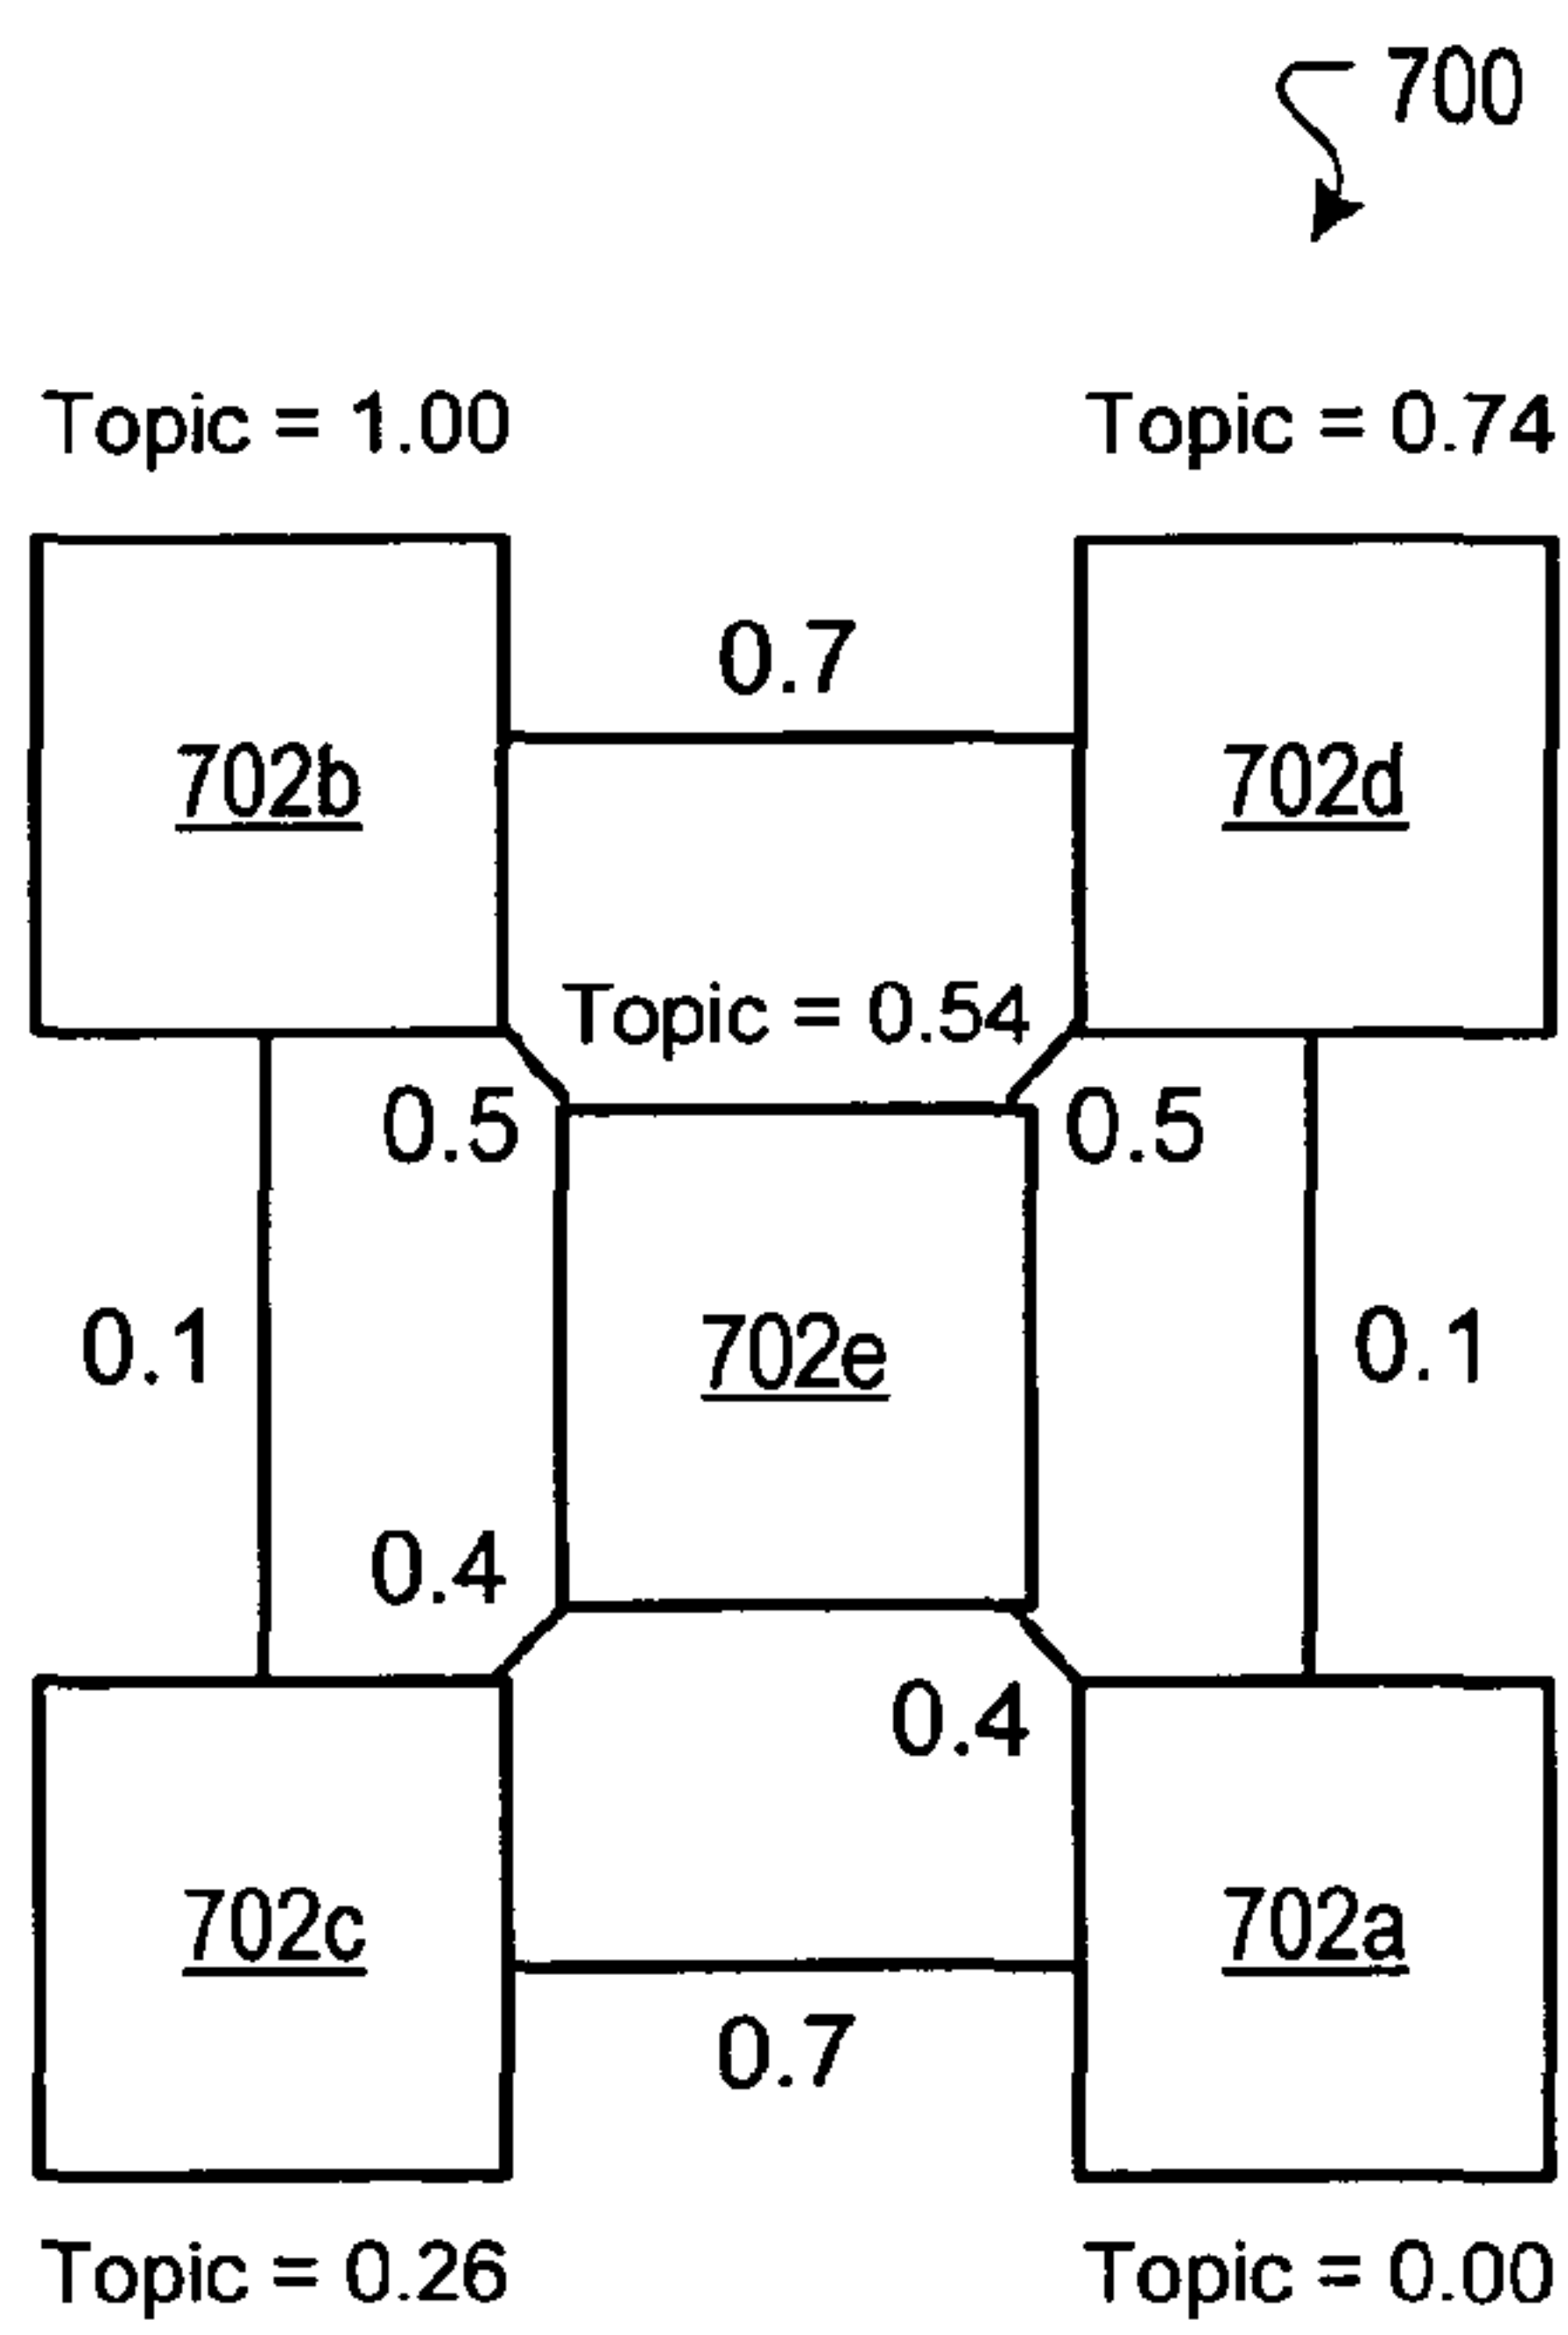 700
Topic = 1.00
Topic = 0.74
0.7
702b
702d
Topic = 0.54
0.5
0.5
0.1
702e
0.1
0.4
0.4
702c
702a
0.7
Topic = 0.26
Topic = 0.00